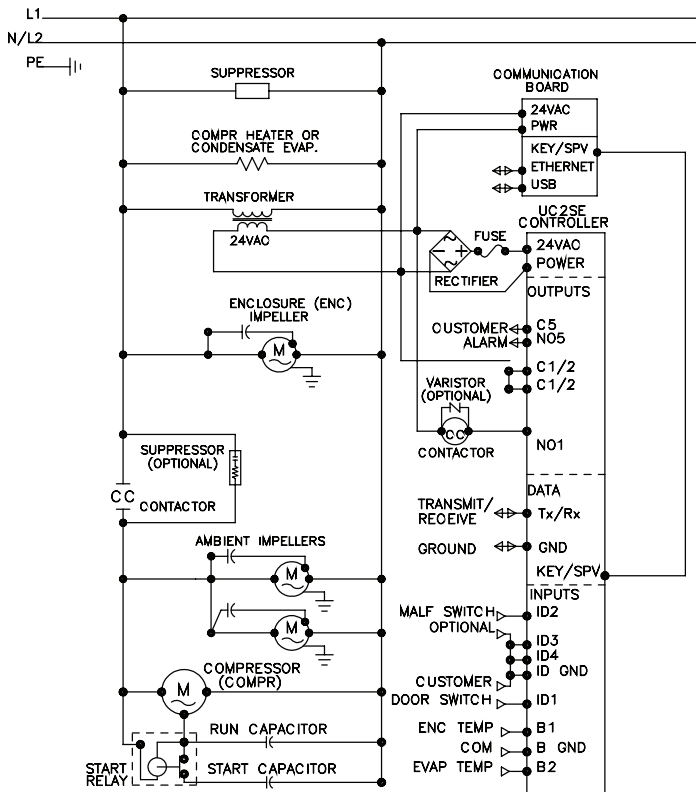 L1
N/L2
PE
SUPPRESSOR
COMPR HEATER OR
CONDENSATE EVAP.
TRANSFORMER
24VAC
ENCLOSURE (ENC)
IMPELLER
M
SUPPRESSOR
(OPTIONAL)
CC
CONTACTOR
AMBIENT IMPELLERS
M
M
COMPRESSOR
(COMPR)
M
RUN CAPACITOR
START
RELAY
START CAPACITOR
COMMUNICATION
BOARD
24VAC
PWR
KEY/SPV
ETHERNET
USB
UC2SE
CONTROLLER
FUSE
RECTIFIER
24VAC
POWER
OUTPUTS
CUSTOMER
ALARM
C5
NO5
C1/2
C1/2
VARISTOR
(OPTIONAL)
CC
CONTACTOR
NO1
DATA
TRANSMIT/
RECEIVE
Tx/Rx
GROUND
GND
KEY/SPV
INPUTS
MALF SWITCH
ID2
OPTIONAL
ID3
ID4
ID GND
CUSTOMER
DOOR SWITCH
ID1
ENC TEMP
B1
COM
B GND
EVAP TEMP
B2